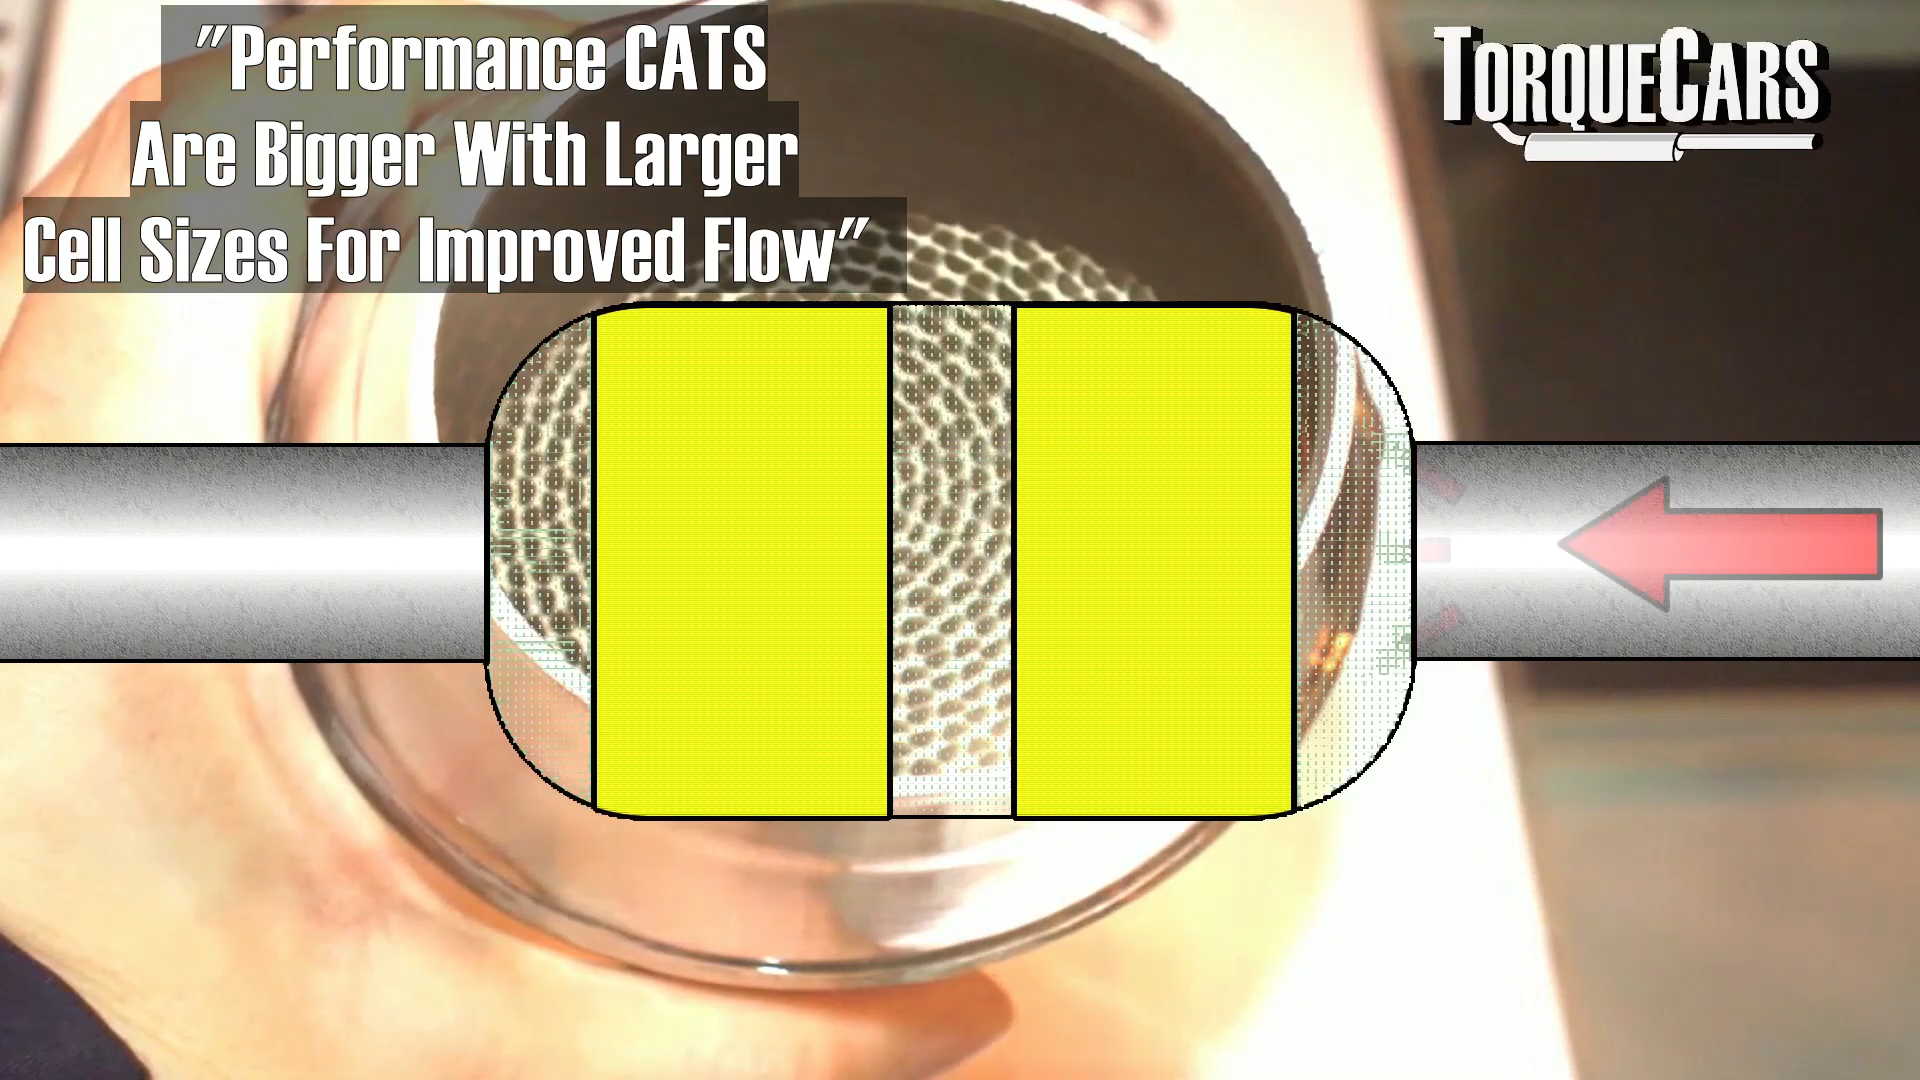 "Performance CATS
Are Bigger With Larger
Cell Sizes For Improved Flow"
TORQUECARS